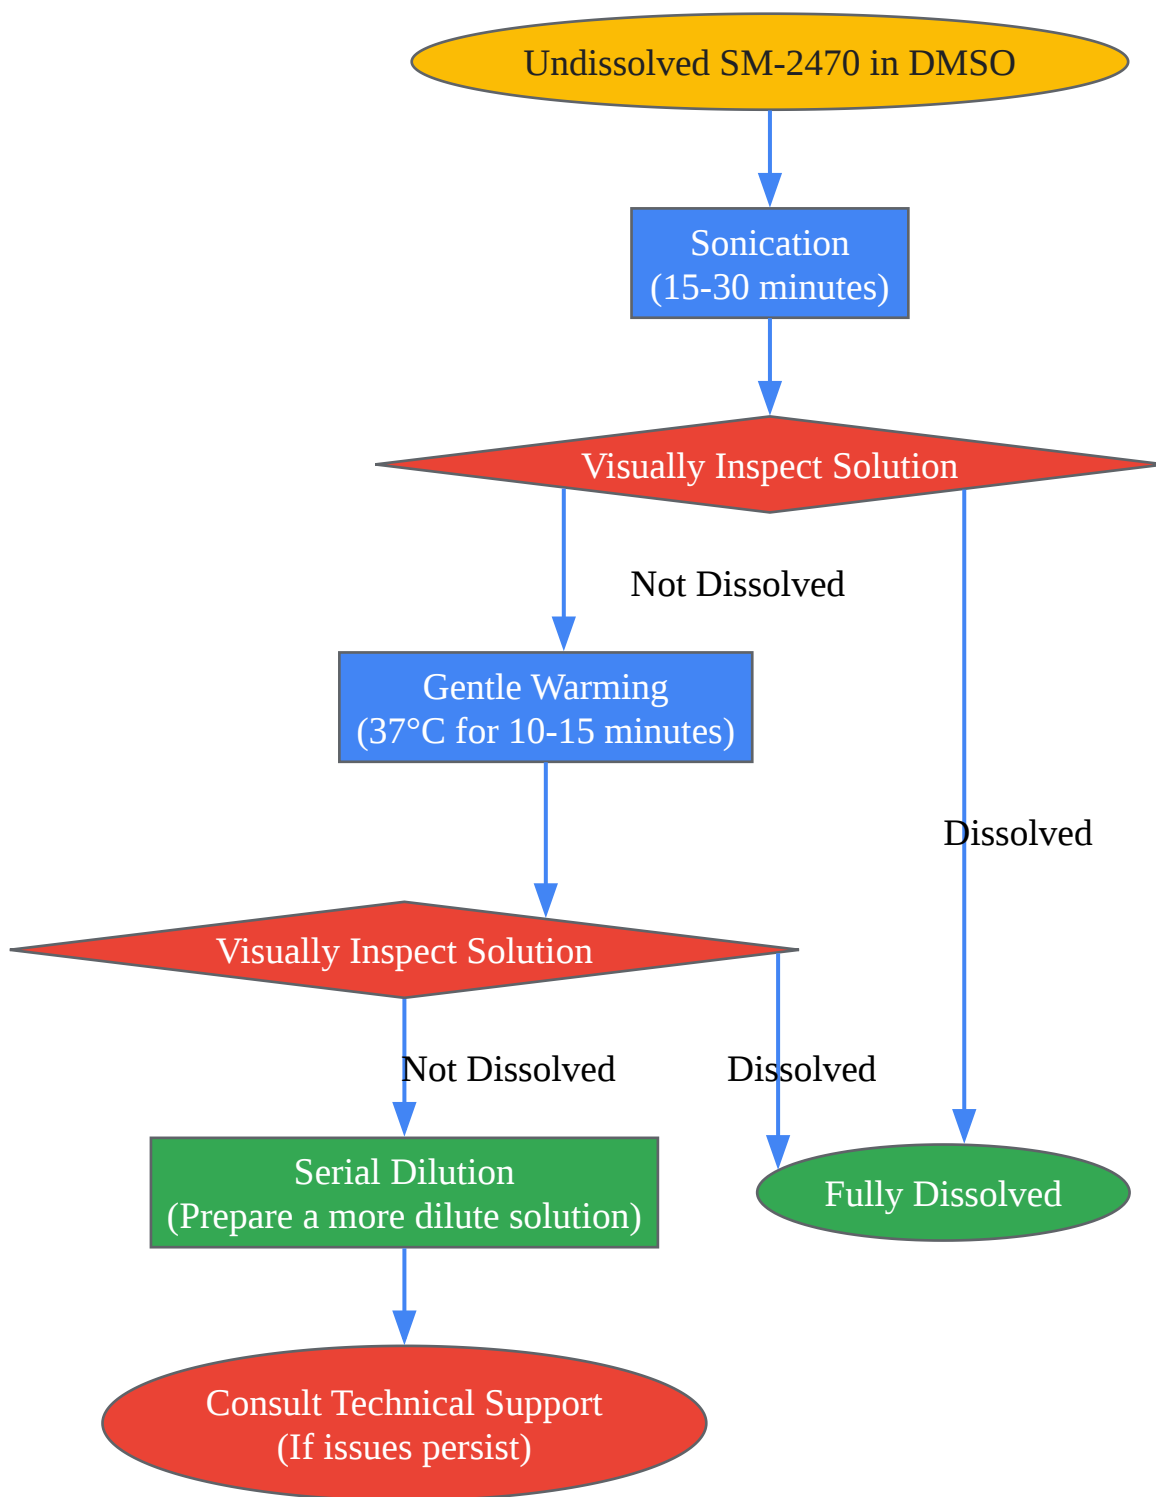 Undissolved SM-2470 in DMSO
Sonication
(15-30 minutes)
Visually Inspect Solution
Not Dissolved
Gentle Warming
(37°C for 10-15 minutes)
Dissolved
Visually Inspect Solution
Not Dissolved
Dissolved
Serial Dilution
(Prepare a more dilute solution)
Fully Dissolved
Consult Technical Support
(If issues persist)